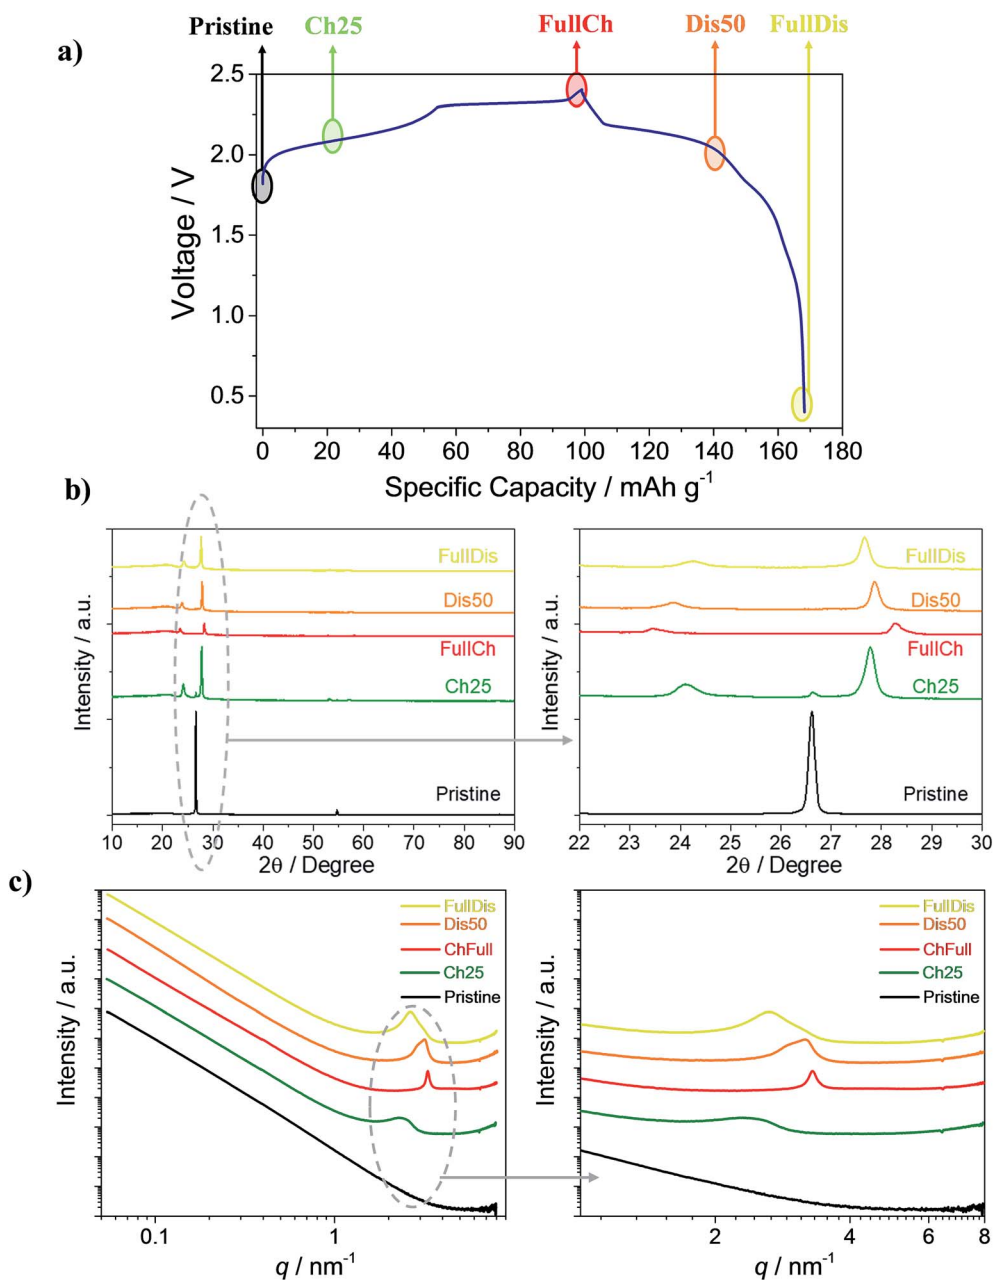 Pristine Ch25 FullCh Dis50 FullDis
a)
2.5
2.0
1.5
1.0
0.5
Voltage / V
0 20 40 60 80 100 120 140 160 180
Specific Capacity / mAh g-1
b)
FullDis
Dis50
FullCh
Ch25
Pristine
Intensity / a.u.
10 20 30 40 50 60 70 80 90
2θ / Degree
FullDis
Dis50
FullCh
Ch25
Pristine
Intensity / a.u.
22 23 24 25 26 27 28 29 30
2θ / Degree
c)
FullDis
Dis50
ChFull
Ch25
Pristine
Intensity / a.u.
0.1 1
q / nm-1
FullDis
Dis50
ChFull
Ch25
Pristine
Intensity / a.u.
2 4 6 8
q / nm-1